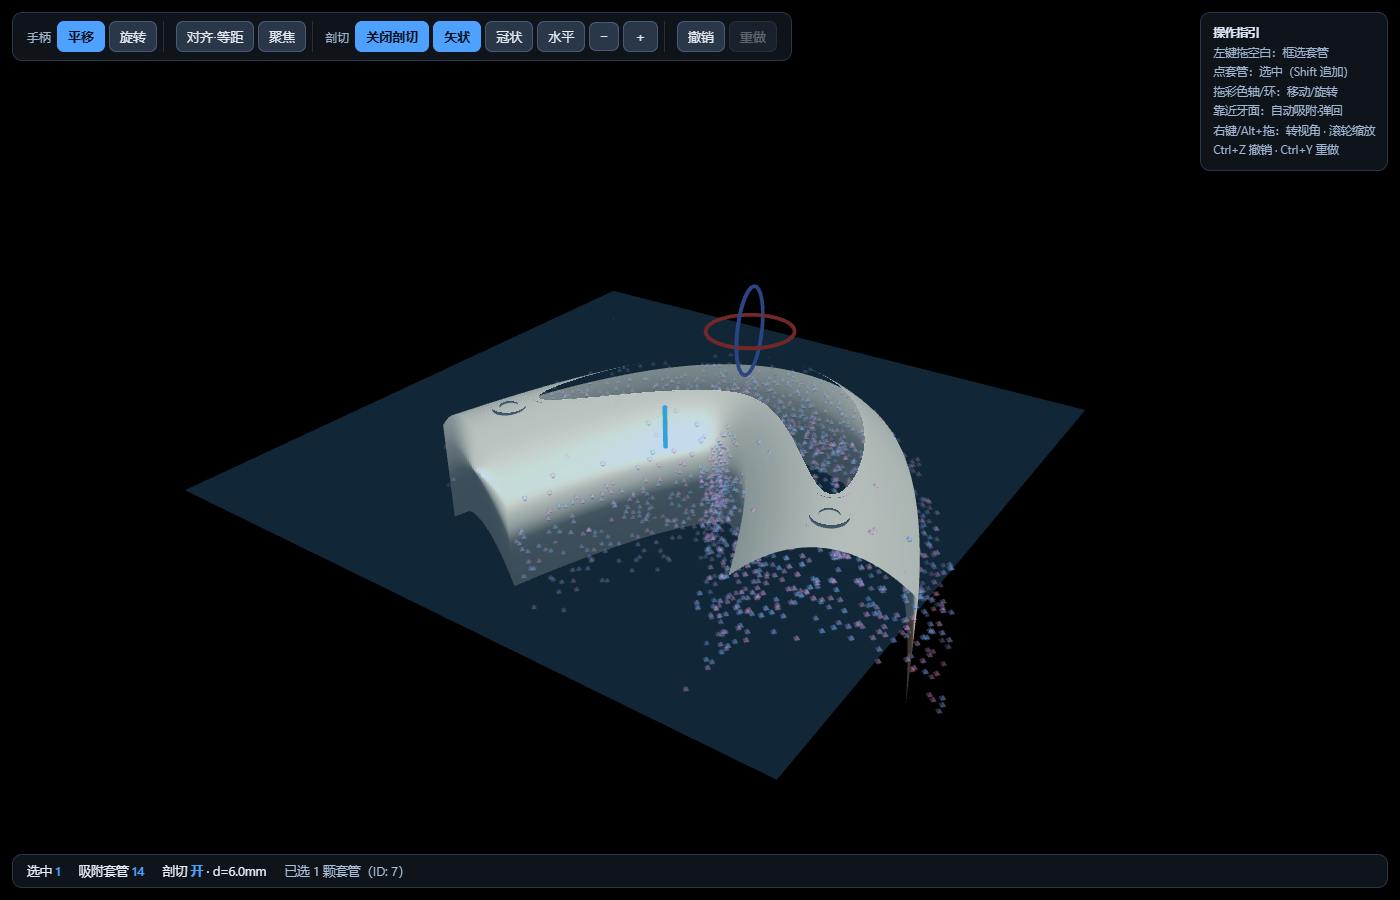 手柄 平移 旋转 对齐·等距 聚焦 剖切 关闭剖切 矢状 冠状 水平 − + 撤销 重做
操作指引
左键拖空白：框选套管
点套管：选中（Shift 追加）
拖彩色轴/环：移动/旋转
靠近牙面：自动吸附·弹回
右键/Alt+拖：转视角 · 滚轮缩放
Ctrl+Z 撤销 · Ctrl+Y 重做
选中 1 吸附套管 14 剖切 开 · d=6.0mm 已选 1 颗套管（ID: 7）